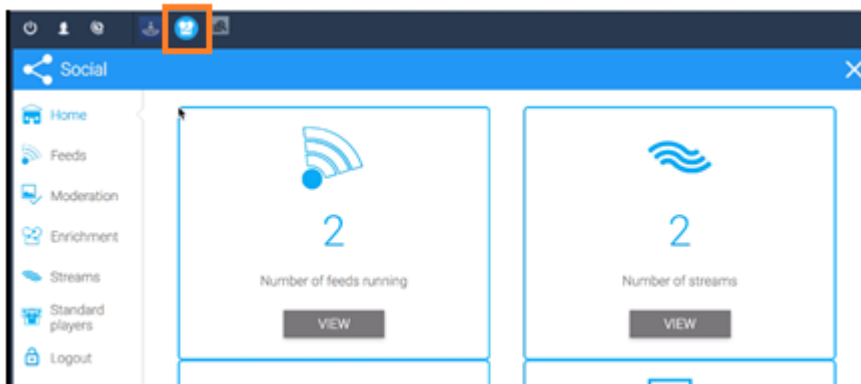 Social
Home
Feeds
Moderation
Enrichment
Streams
Standard
players
Logout
2
Number of feeds running
VIEW
2
Number of streams
VIEW